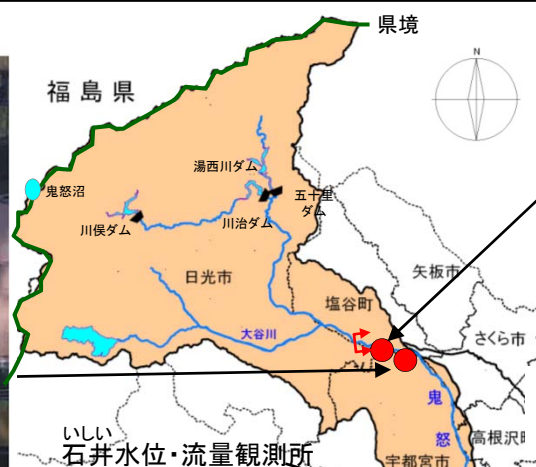 県境
N
福島県
湯西川ダム
鬼怒沼
五十里
ダム
川俣ダム
川治ダム
日光市
矢板市
塩谷町
大谷川
さくら市
鬼
怒
高根沢町
いしい
石井水位・流量観測所
宇都宮市